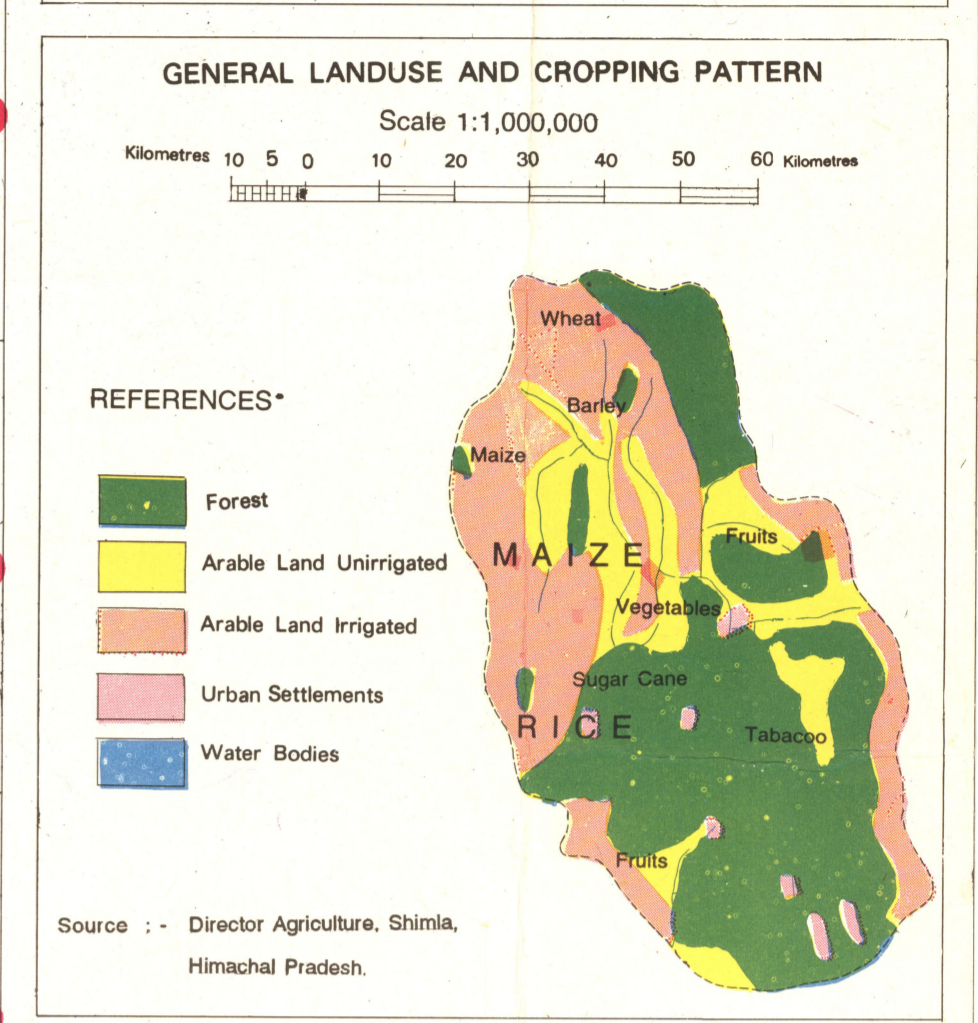 GENERAL LANDUSE AND CROPPING PATTERN
Scale 1:1,000,000
Kilometres 10 5 0 10 20 30 40 50 60 Kilometres
Wheat
REFERENCES
Barley
Maize
Forest
Fruits
MAIZE
Arable Land Unirrigated
Vegetables
Arable Land Irrigated
Sugar Cane
Urban Settlements
RICE
Tabacoo
Water Bodies
Fruits
Source : - Director Agriculture, Shimla,
Himachal Pradesh.